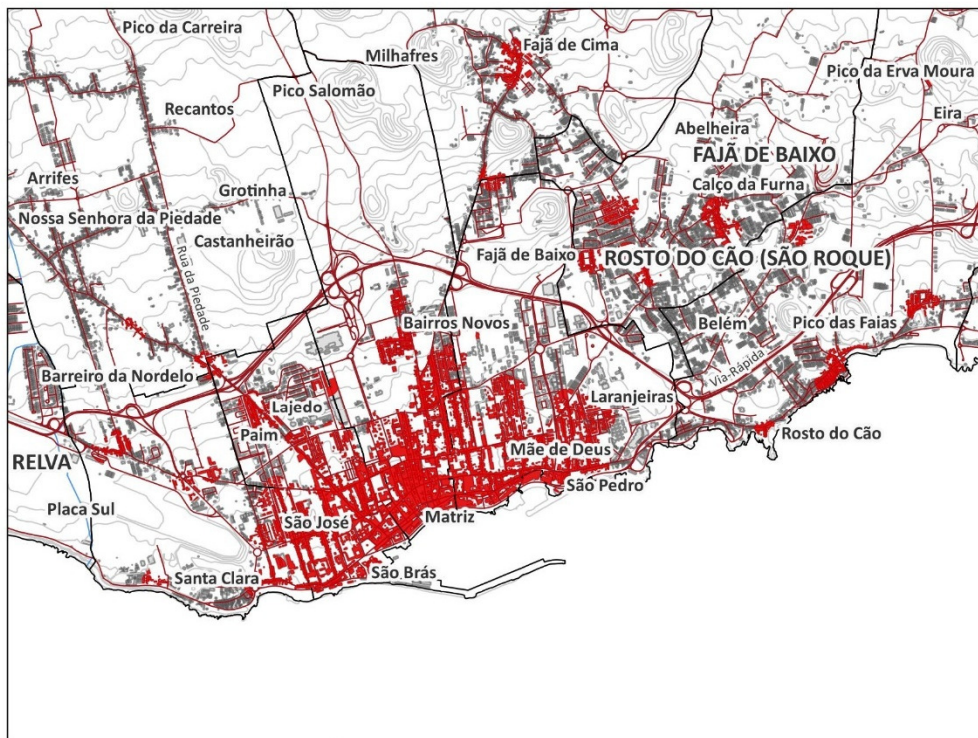 Pico da Carreira
Milhafres
Fajã de Cima
Pico Salomão
Pico da Erva Moura
Recantos
Eira
Abelheira
FAJÃ DE BAIXO
Arrifes
Grotinha
Calço da Furna
Nossa Senhora da Piedade
Castanheirão
Fajã de Baixo
ROSTO DO CÃO (SÃO ROQUE)
Rua da Piedade
Bairros Novos
Belém
Pico das Faias
Via-Rápida
Barreiro da Nordelo
Lajedo
Laranjeiras
Paim
Rosto do Cão
Mãe de Deus
RELVA
São Pedro
Placa Sul
São José
Matriz
Santa Clara
São Brás